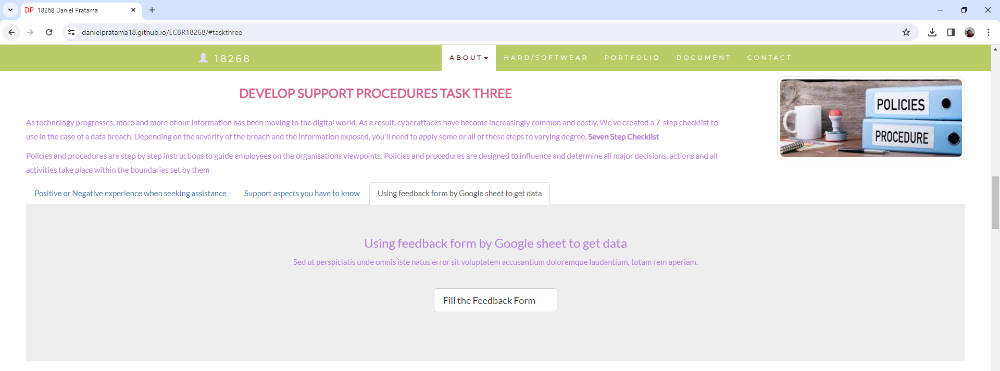 DP 18268 Daniel Pratama
danielpratama18.github.io/ECBR18268/#taskthree
18268
ABOUT
HARD/SOFTWEAR
PORTFOLIO
DOCUMENT
CONTACT
DEVELOP SUPPORT PROCEDURES TASK THREE
POLICIES
PROCEDURE
As technology progresses, more and more of our information has been moving to the digital world. As a result, cyberattacks have become increasingly common and costly. We’ve created a 7-step checklist to
use in the case of a data breach. Depending on the severity of the breach and the information exposed, you’ll need to apply some or all of these steps to varying degree. Seven Step Checklist
Policies and procedures are step by step instructions to guide employees on the organisations viewpoints. Policies and procedures are designed to influence and determine all major decisions, actions and all
activities take place within the boundaries set by them
Positive or Negative experience when seeking assistance
Support aspects you have to know
Using feedback form by Google sheet to get data
Using feedback form by Google sheet to get data
Sed ut perspiciatis unde omnis iste natus error sit voluptatem accusantium doloremque laudantium, totam rem aperiam.
Fill the Feedback Form